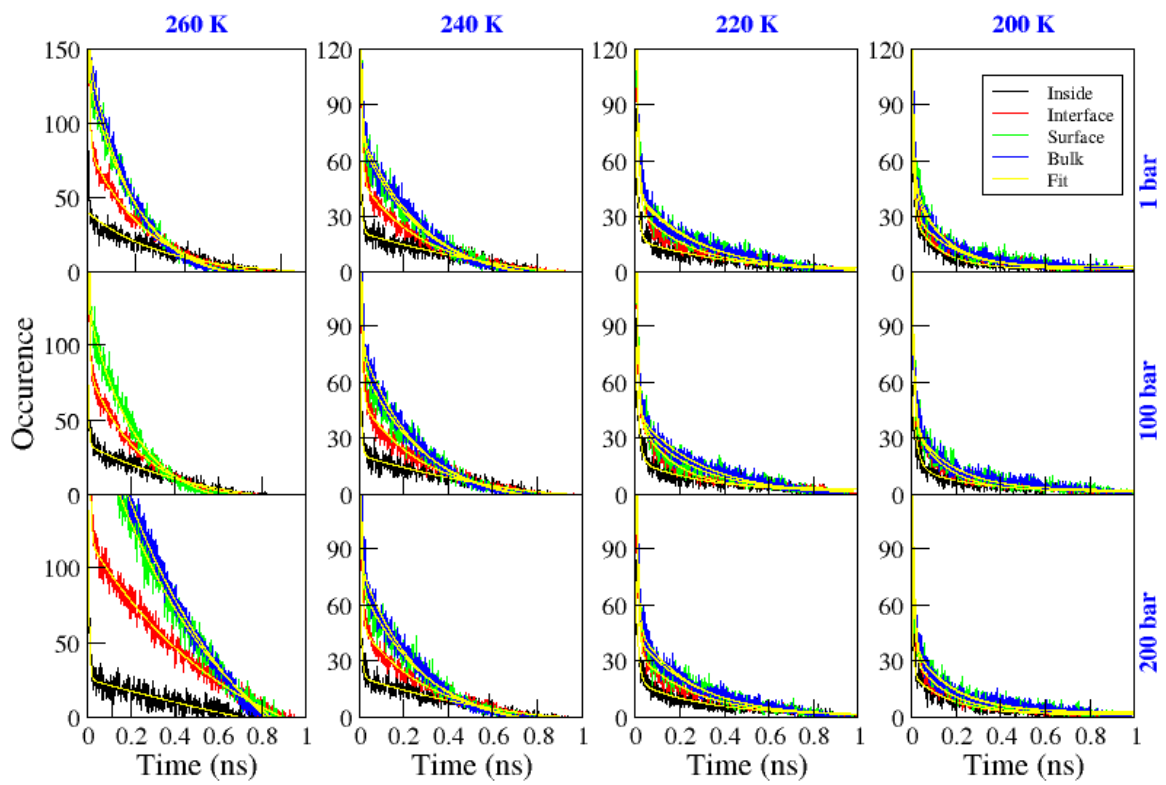 260 K 240 K 220 K 200 K
150 120 120 120
100 90 90 90
50 60 60 60
0 30 30 30
0 0 0
Inside
Interface
Surface
Bulk
Fit
1 bar
100 90 90 90
50 60 60 60
0 30 30 30
0 0 0
100 bar
Occurence
100 90 90 90
50 60 60 60
0 30 30 30
0 0 0
200 bar
0 0.2 0.4 0.6 0.8 1 0 0.2 0.4 0.6 0.8 1 0 0.2 0.4 0.6 0.8 1 0 0.2 0.4 0.6 0.8 1
Time (ns) Time (ns) Time (ns) Time (ns)